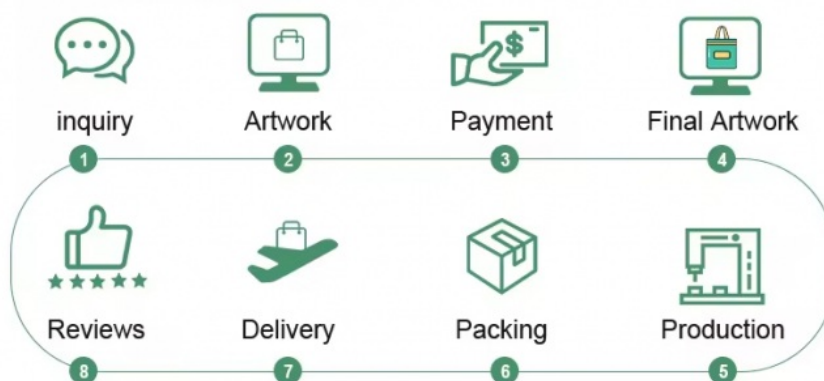 $
inquiry
Artwork
Payment
Final Artwork
1
2
3
4
Reviews
Delivery
Packing
Production
8
7
6
5